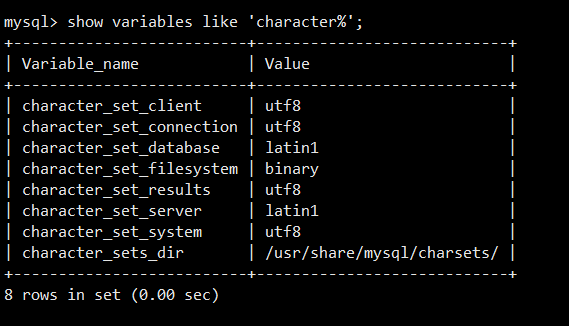 mysql> show variables like 'character%';
+--------------------------+----------------------------+
| Variable_name            | Value                      |
+--------------------------+----------------------------+
| character_set_client     | utf8                       |
| character_set_connection | utf8                       |
| character_set_database   | latin1                     |
| character_set_filesystem | binary                     |
| character_set_results    | utf8                       |
| character_set_server     | latin1                     |
| character_set_system     | utf8                       |
| character_sets_dir       | /usr/share/mysql/charsets/ |
+--------------------------+----------------------------+
8 rows in set (0.00 sec)